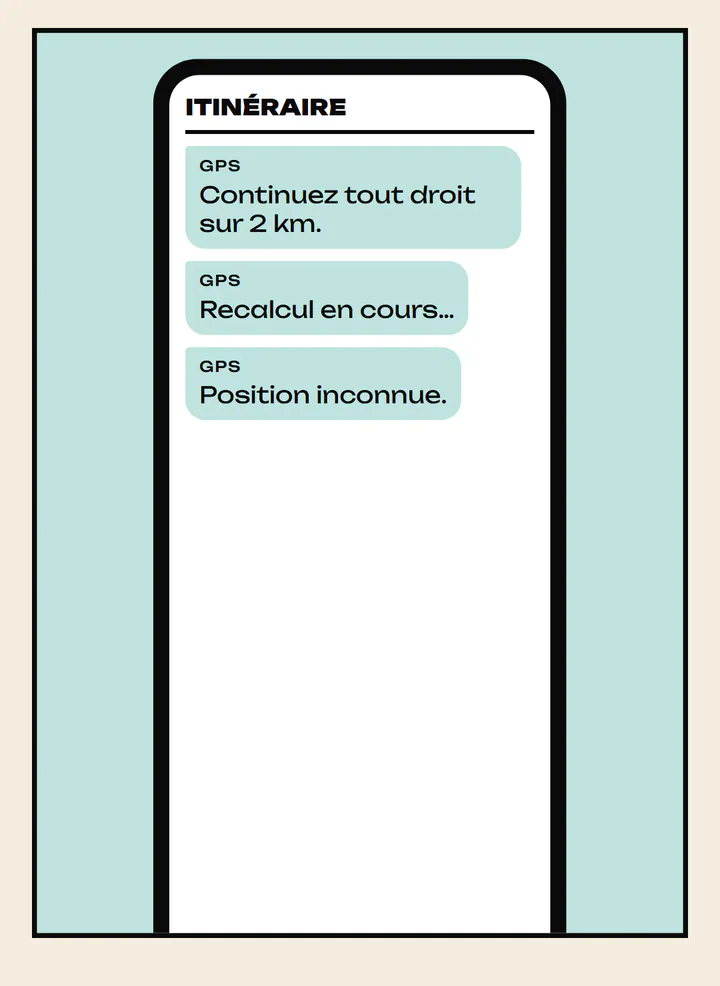 ITINÉRAIRE
GPS
Continuez tout droit
sur 2 km.
GPS
Recalcul en cours...
GPS
Position inconnue.